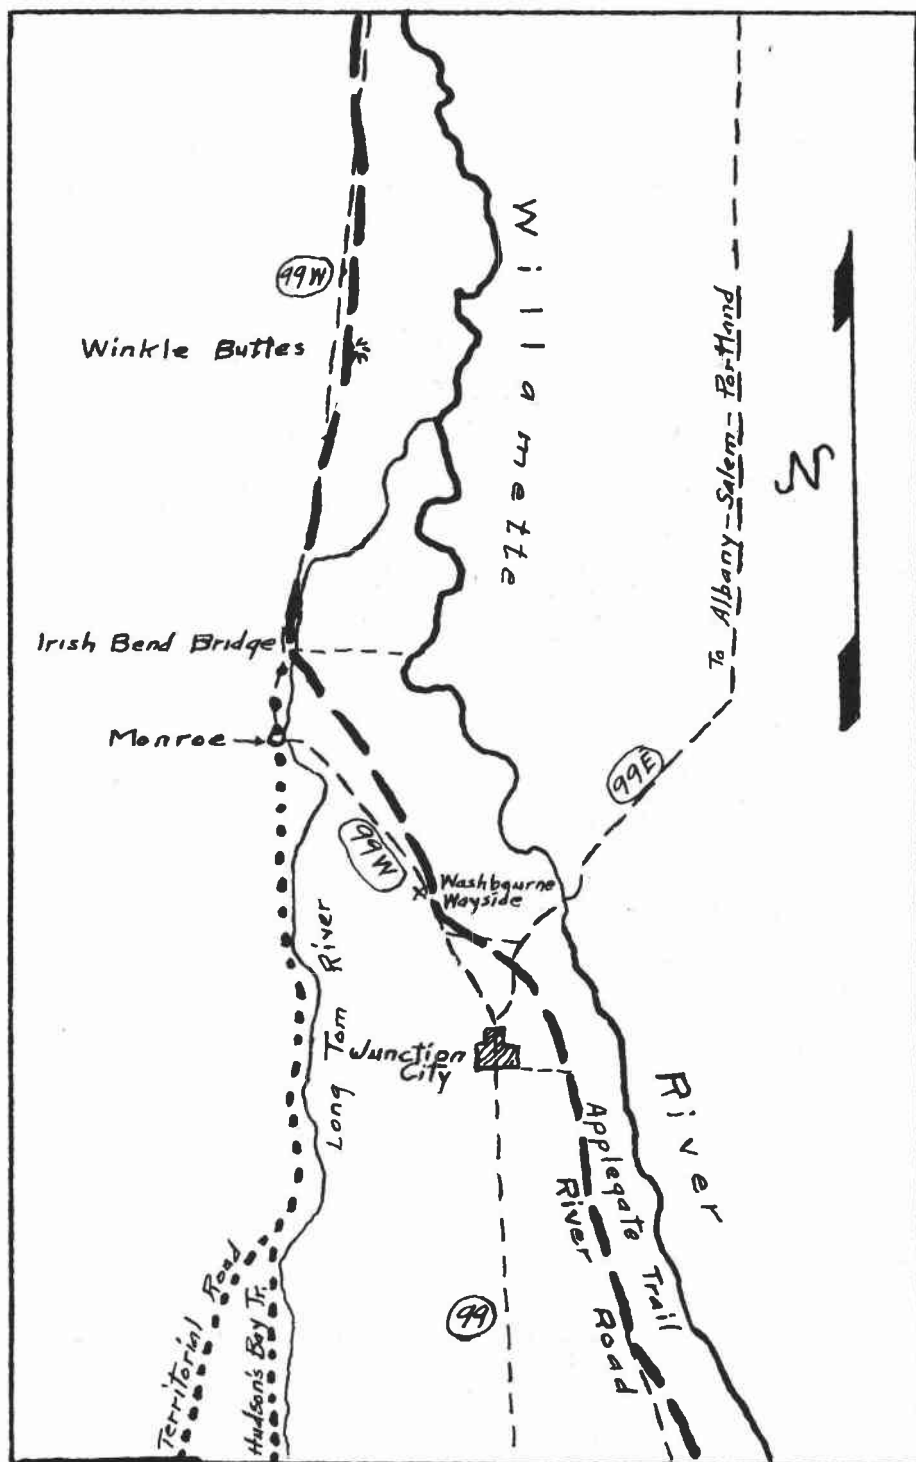 Willamette
99W
Winkle Buttes
To Albany-Salem-Portland
N
Irish Bend Bridge
Monroe
99E
99W
Washbourne
Wayside
Long Tom River
Junction
City
River
Applegate Trail
River Road
Territorial Road
Hudson's Bay Tr.
99